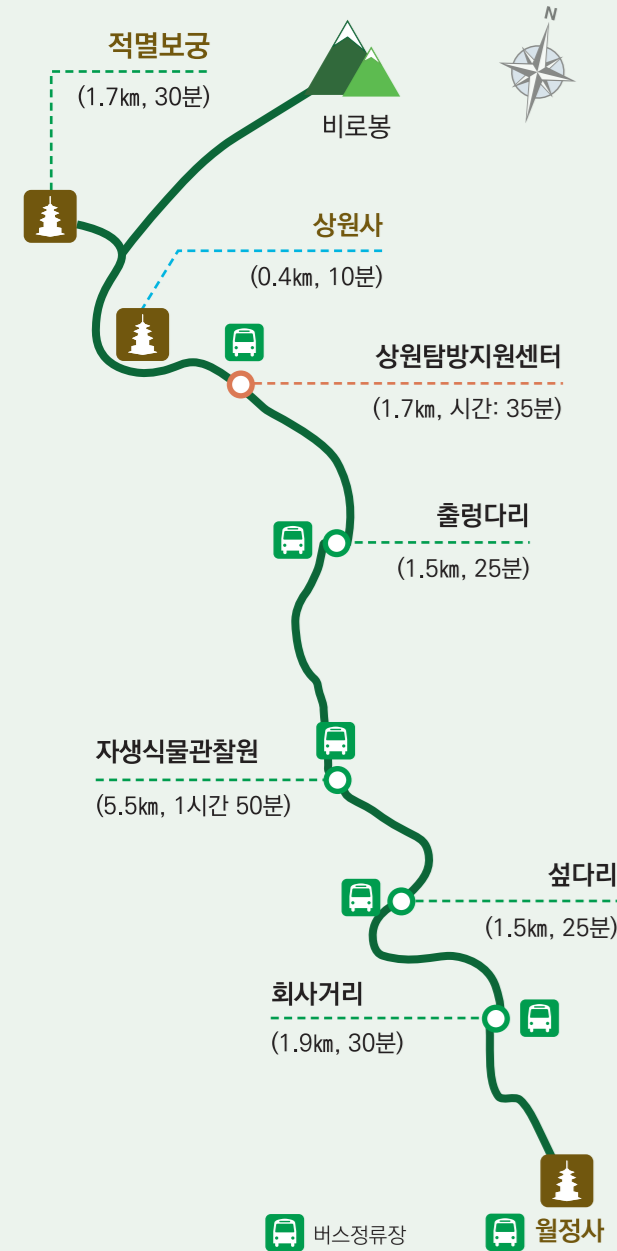 N
적멸보궁
(1.7㎞, 30분)
비로봉
상원사
(0.4㎞, 10분)
상원탐방지원센터
(1.7㎞, 시간: 35분)
출렁다리
(1.5㎞, 25분)
자생식물관찰원
(5.5㎞, 1시간 50분)
섶다리
(1.5㎞, 25분)
회사거리
(1.9㎞, 30분)
버스정류장
월정사